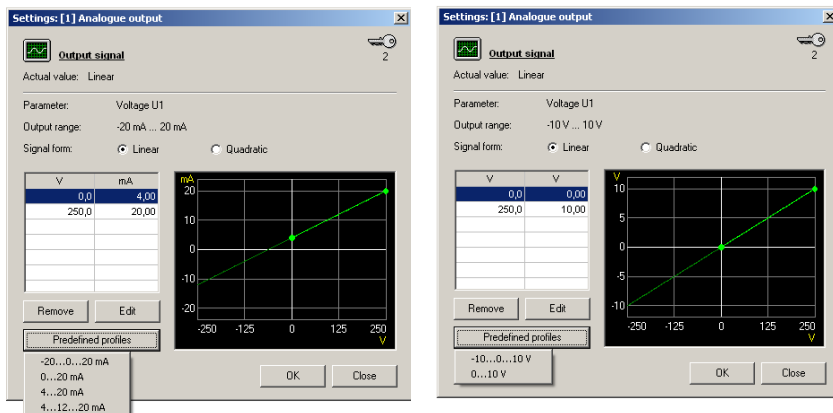 Settings: [1] Analogue output
Output signal
2
Actual value: Linear
Parameter: Voltage U1
Output range: -20 mA ... 20 mA
Signal form: Linear Quadratic
V mA
0,0 4,00
250,0 20,00
Remove Edit
Predefined profiles
-20...0...20 mA
0...20 mA
4...20 mA
4...12...20 mA
mA
20
10
0
-10
-20
-250 -125 0 125 250
V
OK Close
Settings: [1] Analogue output
Output signal
2
Actual value: Linear
Parameter: Voltage U1
Output range: -10 V ... 10 V
Signal form: Linear Quadratic
V V
0,0 0,00
250,0 10,00
Remove Edit
Predefined profiles
-10...0...10 V
0...10 V
V
10
5
0
-5
-10
-250 -125 0 125 250
V
OK Close